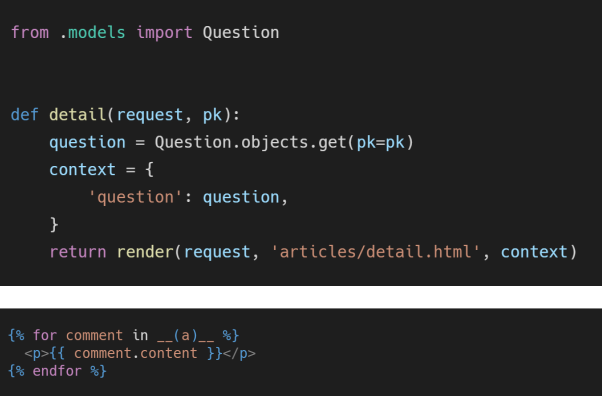 from .models import Question
def detail(request, pk):
    question = Question.objects.get(pk=pk)
    context = {
        'question': question,
    }
    return render(request, 'articles/detail.html', context)
{% for comment in __(a)__ %}
  <p>{{ comment.content }}</p>
{% endfor %}